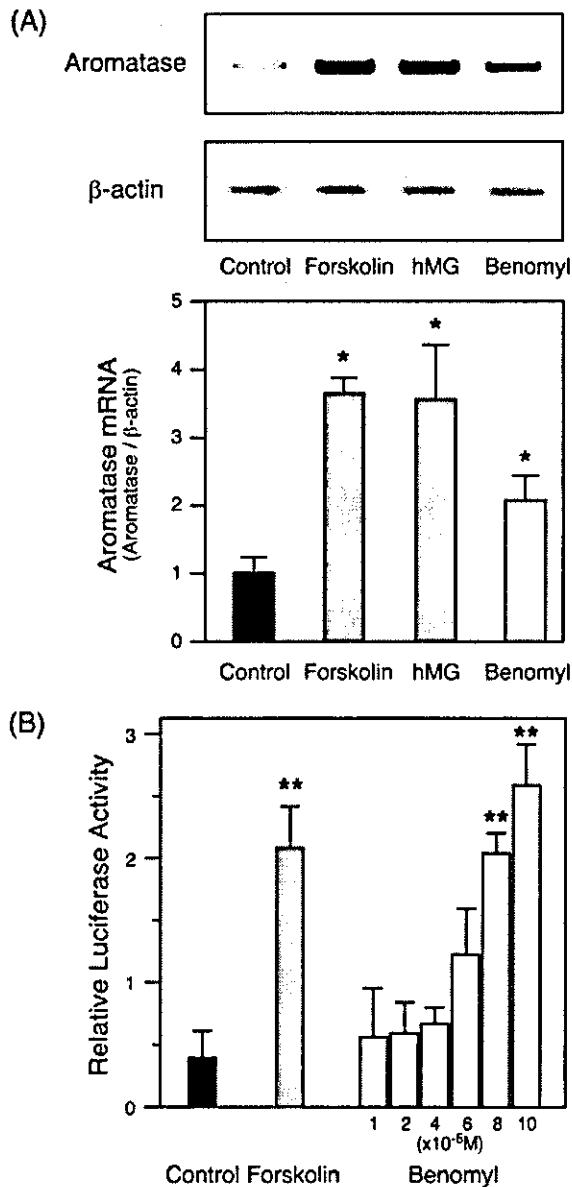 (A)
Aromatase
β-actin
Control Forskolin hMG Benomyl
Aromatase mRNA
(Aromatase / β-actin)
5
4
3
2
1
0
*
*
*
Control Forskolin hMG Benomyl
(B)
Relative Luciferase Activity
3
2
1
0
**
**
**
1 2 4 6 8 10
(x10⁻⁵M)
Control Forskolin Benomyl